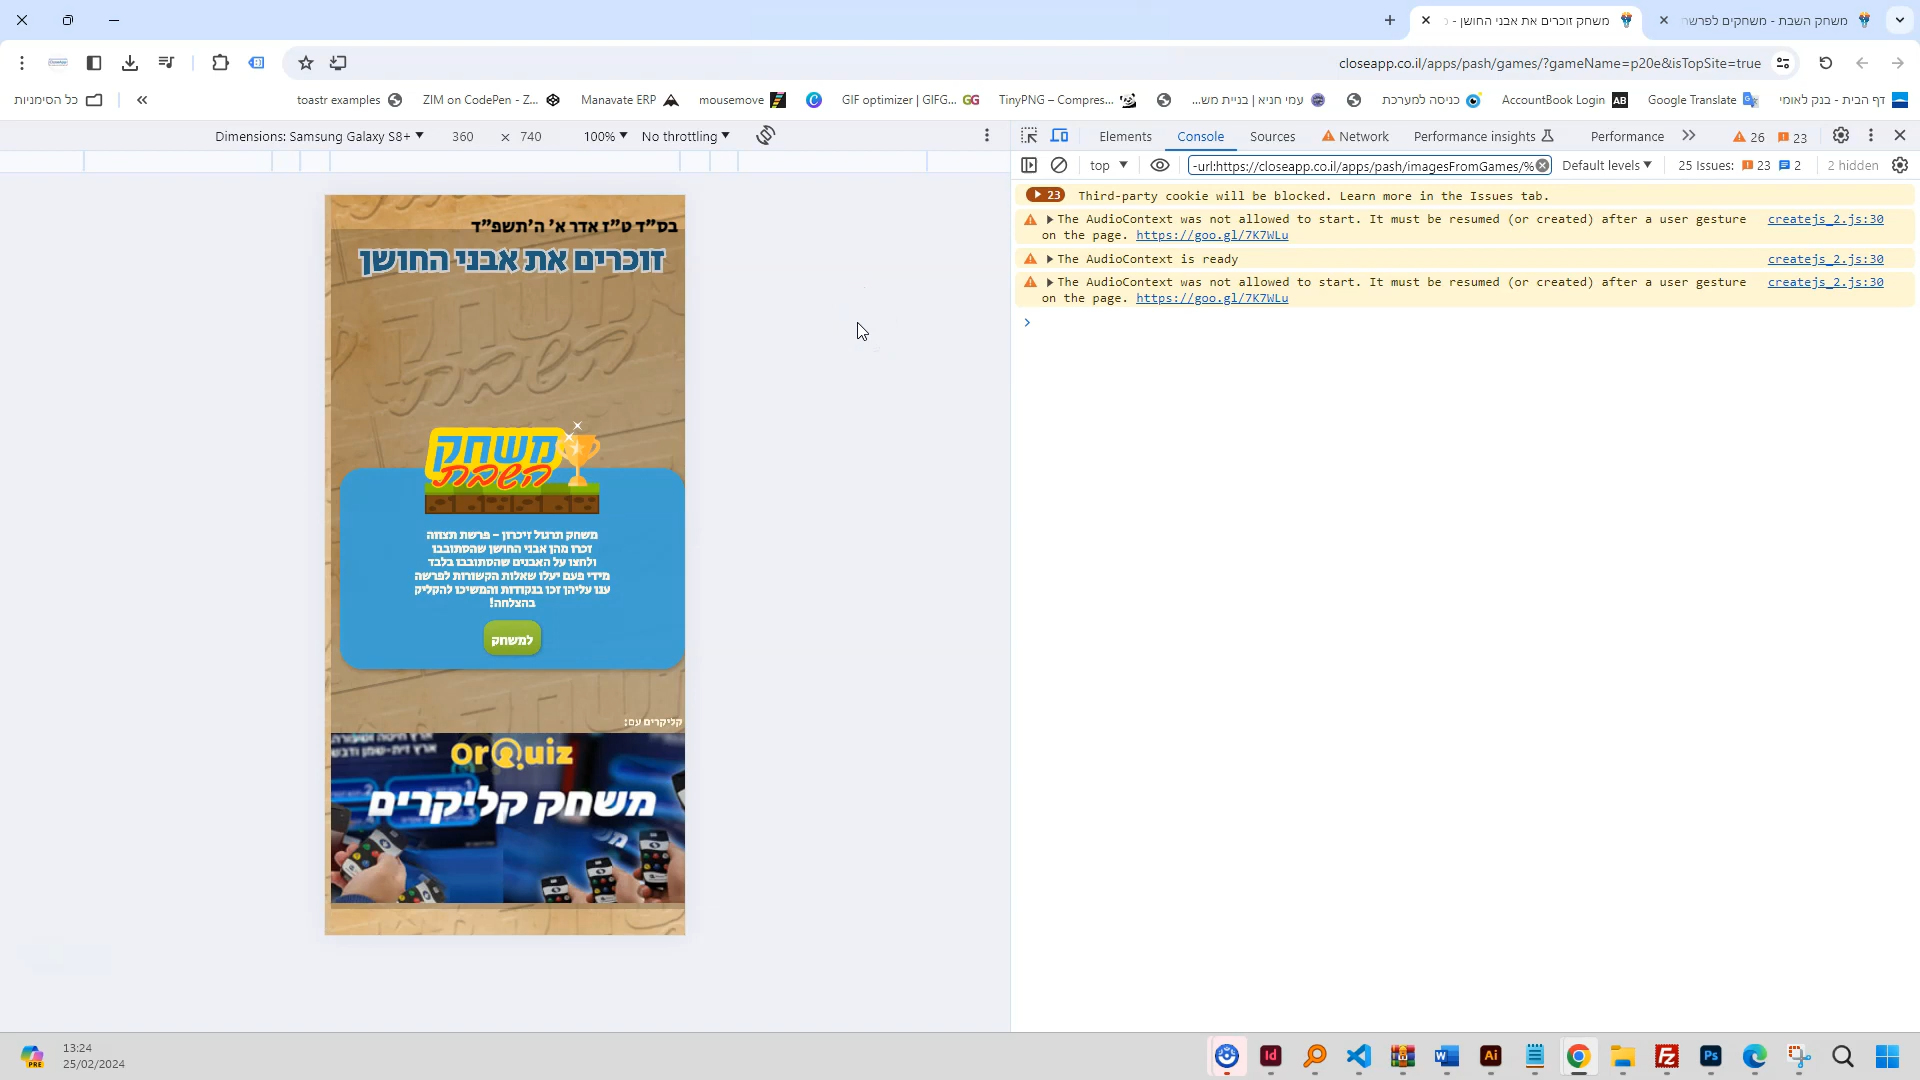 משחק זוכרים את אבני החושן -
משחק השבת - משחקים לפרשת
closeapp.co.il/apps/pash/games/?gameName=p20e&isTopSite=true
כל הסימניות
«
toastr examples
ZIM on CodePen - Z...
Manavate ERP
mousemove
GIF optimizer | GIFG...
TinyPNG – Compres...
עמי חניא | בניית מש...
כניסה למערכת
AccountBook Login
Google Translate
דף הבית - בנק לאומי
Dimensions: Samsung Galaxy S8+ ▼ 360 × 740 100% ▼ No throttling ▼
Elements Console Sources Network Performance insights Performance » 26 23
top ▼ -url:https://closeapp.co.il/apps/pash/imagesFromGames/% Default levels ▼ 25 Issues: 23 2 2 hidden
23 Third-party cookie will be blocked. Learn more in the Issues tab.
The AudioContext was not allowed to start. It must be resumed (or created) after a user gesture createjs_2.js:30
on the page. https://goo.gl/7K7WLu
The AudioContext is ready createjs_2.js:30
The AudioContext was not allowed to start. It must be resumed (or created) after a user gesture createjs_2.js:30
on the page. https://goo.gl/7K7WLu
בס"ד ט"ז אדר א' ה'תשפ"ד
זוכרים את אבני החושן
משחק
השבת
משחק תרגול זיכרון - פרשת תצווה
זכרו מהן אבני החושן שהסתובבו
ולחצו על האבנים שהסתובבו בלבד
מידי פעם יעלו שאלות הקשורות לפרשה
ענו עליהן זכו בנקודות והמשיכו להקליק
בהצלחה!
למשחק
קליקרים עם:
orQuiz
משחק קליקרים
13:24
25/02/2024